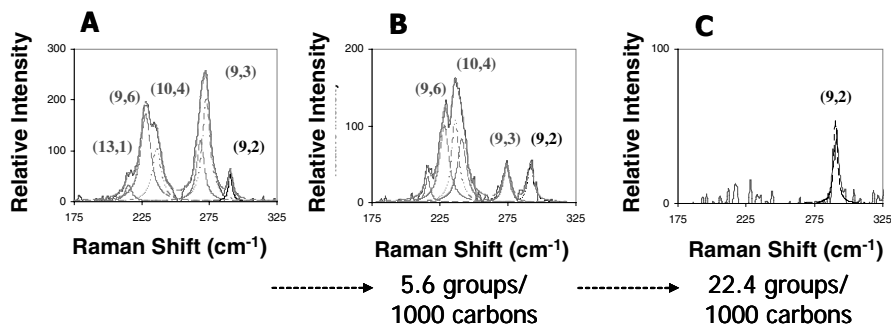 A
B
C
300
200
100
0
Relative Intensity
(13,1)
(9,6)
(10,4)
(9,3)
(9,2)
175
225
275
325
Raman Shift (cm-1)
200
100
0
Relative Intensity
(9,6)
(10,4)
(9,3)
(9,2)
175
225
275
325
Raman Shift (cm-1)
5.6 groups/
1000 carbons
100
0
Relative Intensity
(9,2)
175
225
275
325
Raman Shift (cm-1)
22.4 groups/
1000 carbons